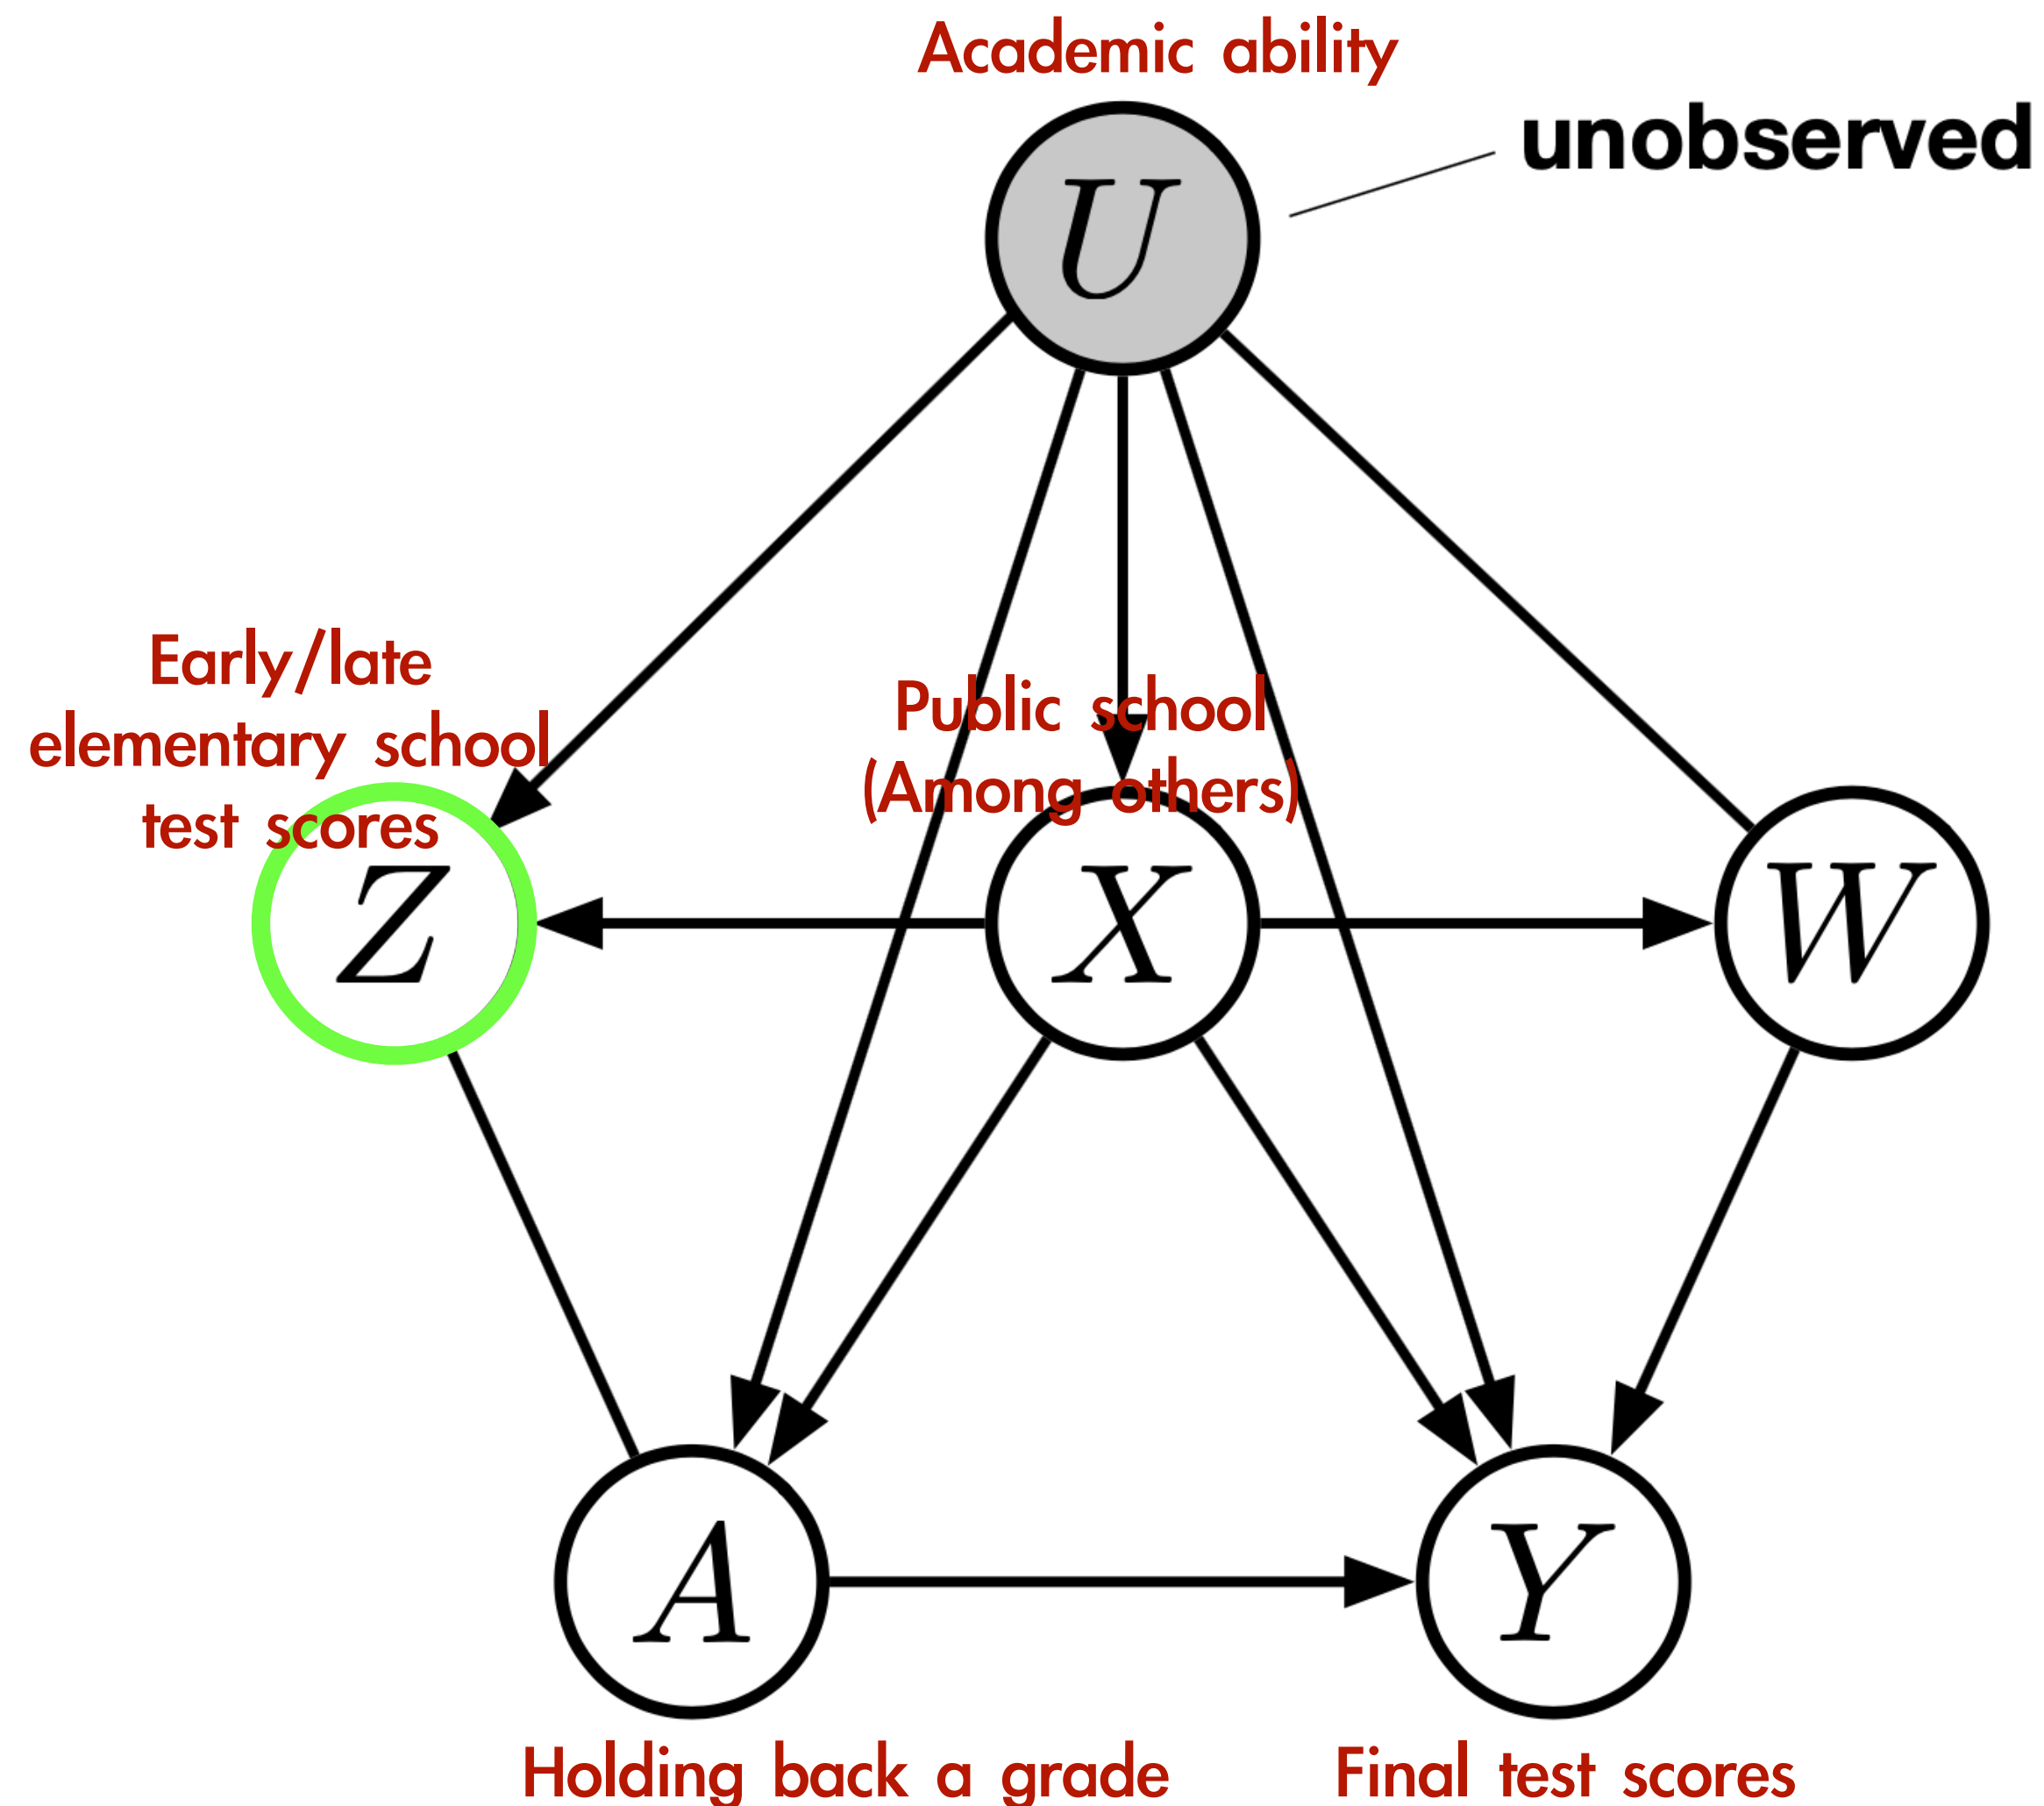 Academic ability
unobserved
U
Early/late
elementary school
test scores
Public school
(Among others)
Z
X
W
A
Y
Holding back a grade
Final test scores